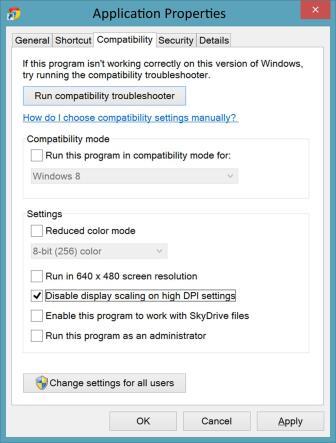 Application Properties
General Shortcut Compatibility Security Details
If this program isn't working correctly on this version of Windows,
try running the compatibility troubleshooter.
Run compatibility troubleshooter
How do I choose compatibility settings manually?
Compatibility mode
Run this program in compatibility mode for:
Windows 8
Settings
Reduced color mode
8-bit (256) color
Run in 640 x 480 screen resolution
Disable display scaling on high DPI settings
Enable this program to work with SkyDrive files
Run this program as an administrator
Change settings for all users
OK Cancel Apply